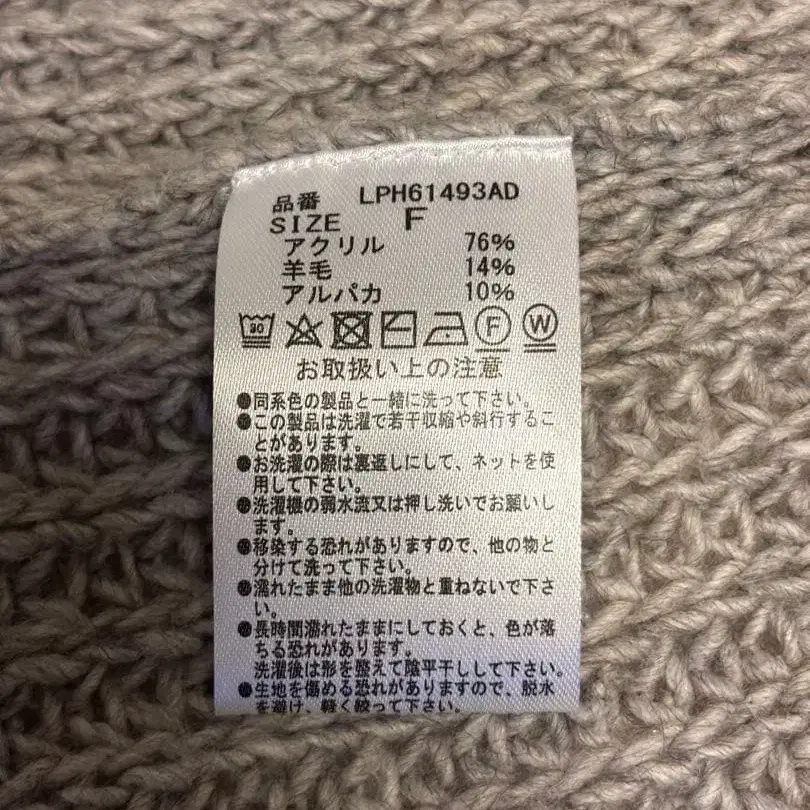 品番 LPH61493AD
SIZE F
アクリル 76%
羊毛 14%
アルパカ 10%
30 F W
お取扱い上の注意
●同系色の製品と一緒に洗って下さい。
●この製品は洗濯で若干収縮や斜行するこ
とがあります。
●お洗濯の際は裏返しにして、ネットを使
用して下さい。
●洗濯機の弱水流又は押し洗いでお願いし
ます。
●移染する恐れがありますので、他の物と
分けて洗って下さい。
●濡れたまま他の洗濯物と重ねないで下さ
い。
●長時間濡れたままにしておくと、色が落
ちる恐れがあります。
洗濯後は形を整えて陰平干しして下さい。
●生地を傷める恐れがありますので、脱水
を避け、軽く絞って下さい。